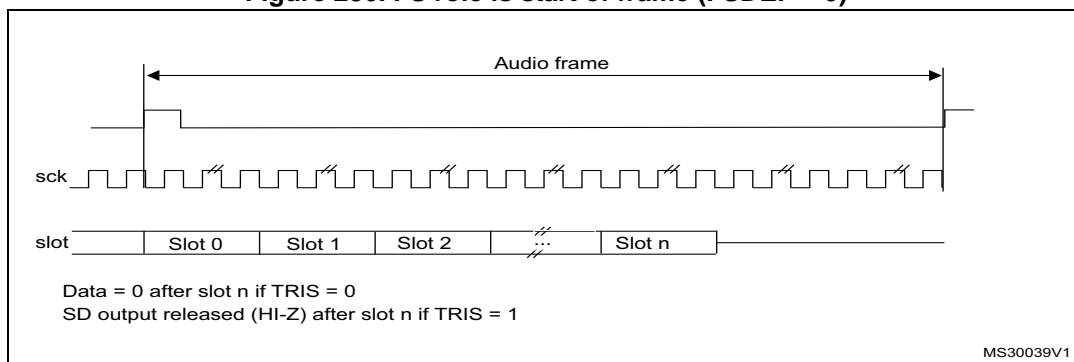 Audio frame
sck
slot Slot 0 Slot 1 Slot 2 ... Slot n
Data = 0 after slot n if TRIS = 0
SD output released (HI-Z) after slot n if TRIS = 1
MS30039V1